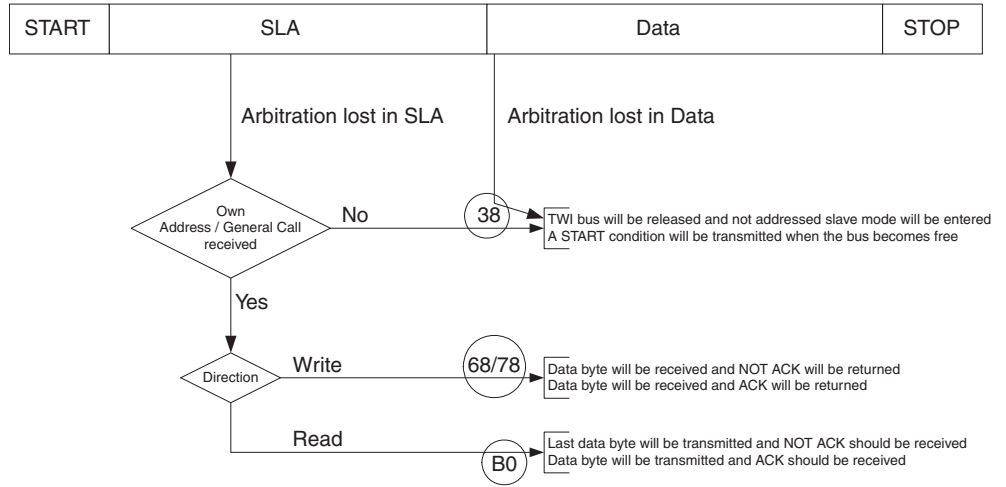 START SLA Data STOP
Arbitration lost in SLA Arbitration lost in Data
Own
Address / General Call
received
No
38
TWI bus will be released and not addressed slave mode will be entered
A START condition will be transmitted when the bus becomes free
Yes
Direction
Write
68/78
Data byte will be received and NOT ACK will be returned
Data byte will be received and ACK will be returned
Read
B0
Last data byte will be transmitted and NOT ACK should be received
Data byte will be transmitted and ACK should be received